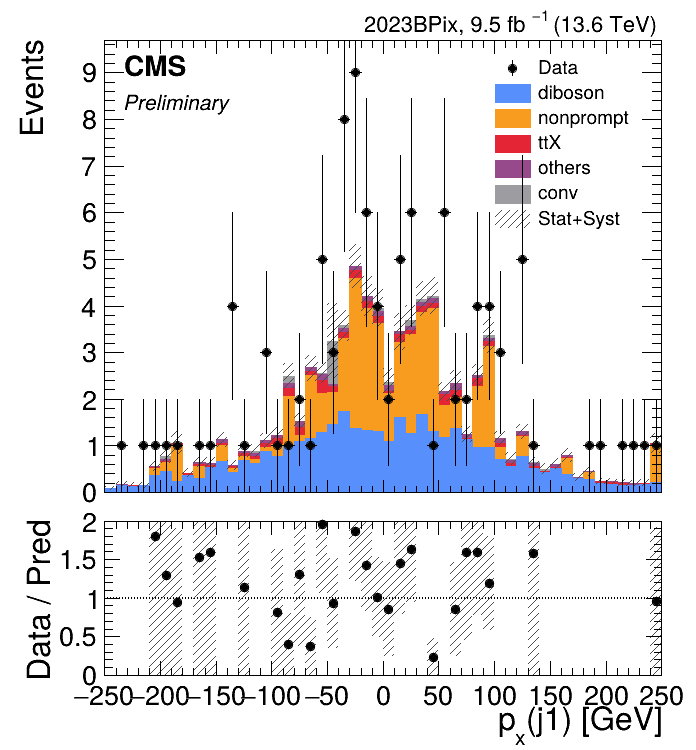 2023BPix, 9.5 fb⁻¹ (13.6 TeV)
CMS
Preliminary
Events
Data
diboson
nonprompt
ttX
others
conv
Stat+Syst
9
8
7
6
5
4
3
2
1
0
Data / Pred
2
1.5
1
0.5
0
−250 −200 −150 −100 −50 0 50 100 150 200 250
pₓ(j1) [GeV]